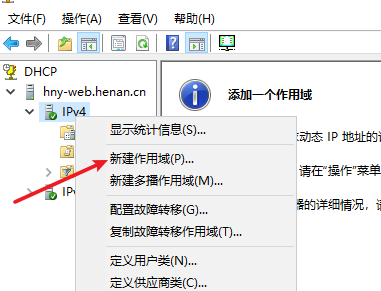 文件(F) 操作(A) 查看(V) 帮助(H)
DHCP
hny-web.henan.cn
IPv4
添加一个作用域
显示统计信息(S)...
动态 IP 地址的
新建作用域(P)...
请在“操作”菜单
新建多播作用域(M)...
配置故障转移(G)...
器的详细情况，请
复制故障转移作用域(T)...
定义用户类(N)...
定义供应商类(C)...